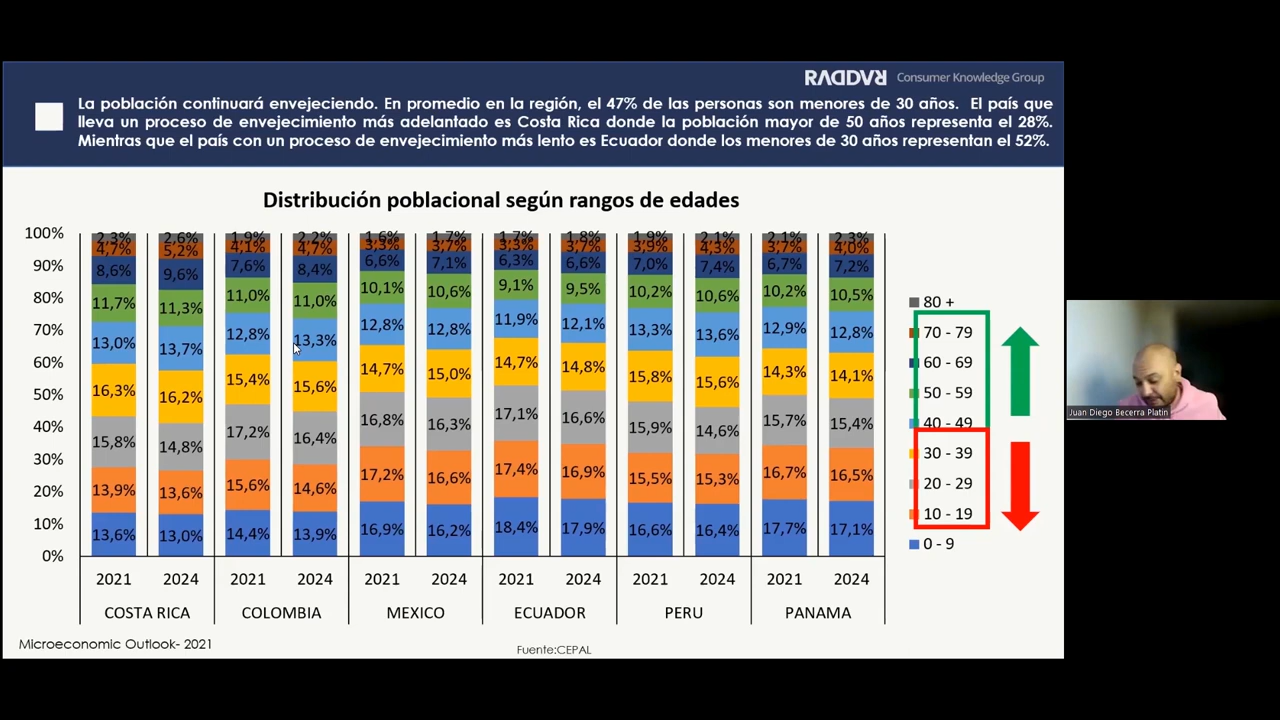 RADDAR Consumer Knowledge Group
La población continuará envejeciendo. En promedio en la región, el 47% de las personas son menores de 30 años. El país que
lleva un proceso de envejecimiento más adelantado es Costa Rica donde la población mayor de 50 años representa el 28%.
Mientras que el país con un proceso de envejecimiento más lento es Ecuador donde los menores de 30 años representan el 52%.
Distribución poblacional según rangos de edades
100% 2,3% 2,6% 1,9% 2,2% 1,6% 1,7% 1,7% 1,8% 1,9% 2,1% 2,1% 2,3%
4,7% 5,2% 4,1% 4,7% 3,3% 3,7% 3,3% 3,7% 3,9% 4,3% 3,7% 4,0%
90% 8,6% 9,6% 7,6% 8,4% 6,6% 7,1% 6,3% 6,6% 7,0% 7,4% 6,7% 7,2%
80% 11,7% 11,3% 11,0% 11,0% 10,1% 10,6% 9,1% 9,5% 10,2% 10,6% 10,2% 10,5%
70% 13,0% 13,7% 12,8% 13,3% 12,8% 12,8% 11,9% 12,1% 13,3% 13,6% 12,9% 12,8%
60%
50% 16,3% 16,2% 15,4% 15,6% 14,7% 15,0% 14,7% 14,8% 15,8% 15,6% 14,3% 14,1%
40% 15,8% 14,8% 17,2% 16,4% 16,8% 16,3% 17,1% 16,6% 15,9% 14,6% 15,7% 15,4%
30%
20% 13,9% 13,6% 15,6% 14,6% 17,2% 16,6% 17,4% 16,9% 15,5% 15,3% 16,7% 16,5%
10% 13,6% 13,0% 14,4% 13,9% 16,9% 16,2% 18,4% 17,9% 16,6% 16,4% 17,7% 17,1%
0%
2021 2024 2021 2024 2021 2024 2021 2024 2021 2024 2021 2024
COSTA RICA COLOMBIA MEXICO ECUADOR PERU PANAMA
80 +
70 - 79
60 - 69
50 - 59
40 - 49
30 - 39
20 - 29
10 - 19
0 - 9
Microeconomic Outlook- 2021
Fuente:CEPAL
Juan Diego Becerra Platin